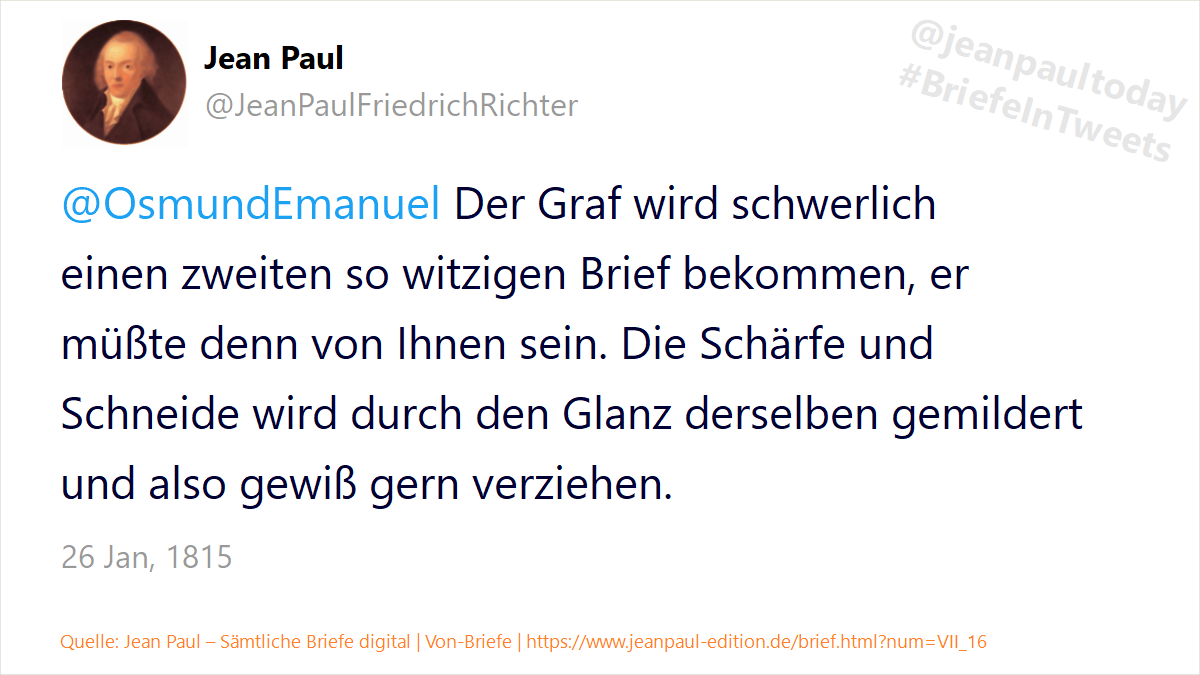 Jean Paul
@JeanPaulFriedrichRichter
@jeanpaultoday
#BriefeInTweets
@OsmundEmanuel Der Graf wird schwerlich
einen zweiten so witzigen Brief bekommen, er
müßte denn von Ihnen sein. Die Schärfe und
Schneide wird durch den Glanz derselben gemildert
und also gewiß gern verziehen.
26 Jan, 1815
Quelle: Jean Paul – Sämtliche Briefe digital | Von-Briefe | https://www.jeanpaul-edition.de/brief.html?num=VII_16